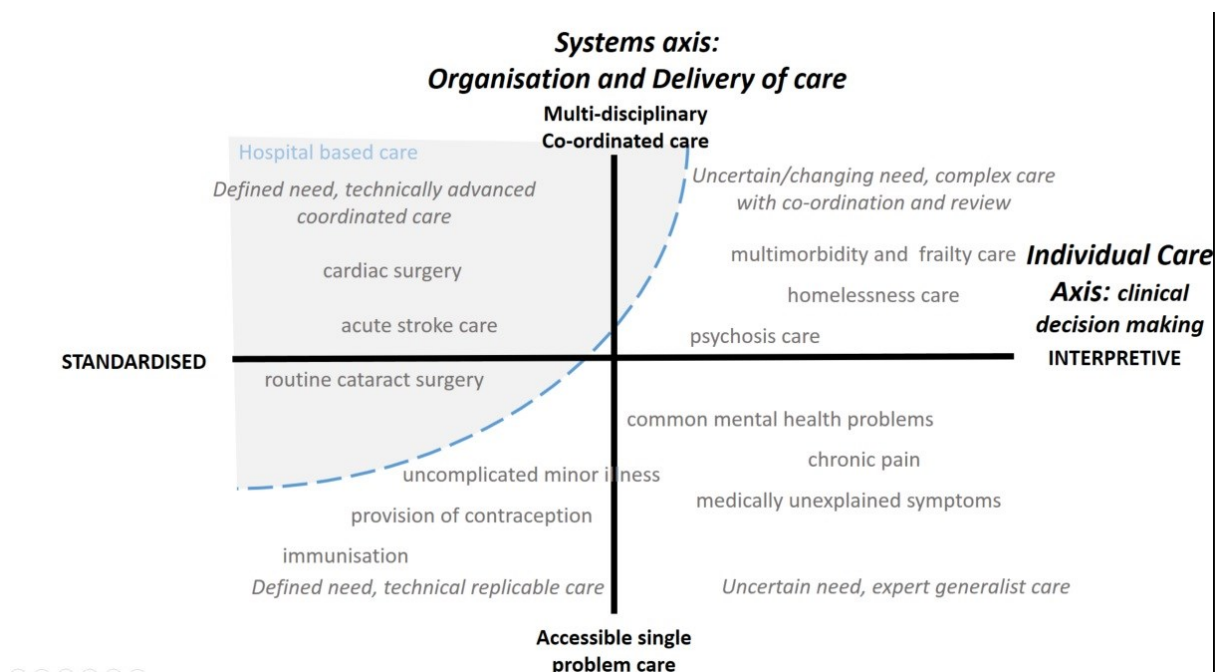 Systems axis:
Organisation and Delivery of care
Multi-disciplinary
Co-ordinated care
Hospital based care
Defined need, technically advanced
coordinated care
cardiac surgery
acute stroke care
Uncertain/changing need, complex care
with co-ordination and review
multimorbidity and frailty care
homelessness care
psychosis care
Individual Care
Axis: clinical
decision making
INTERPRETIVE
STANDARDISED
routine cataract surgery
uncomplicated minor illness
provision of contraception
immunisation
Defined need, technical replicable care
common mental health problems
chronic pain
medically unexplained symptoms
Uncertain need, expert generalist care
Accessible single
problem care